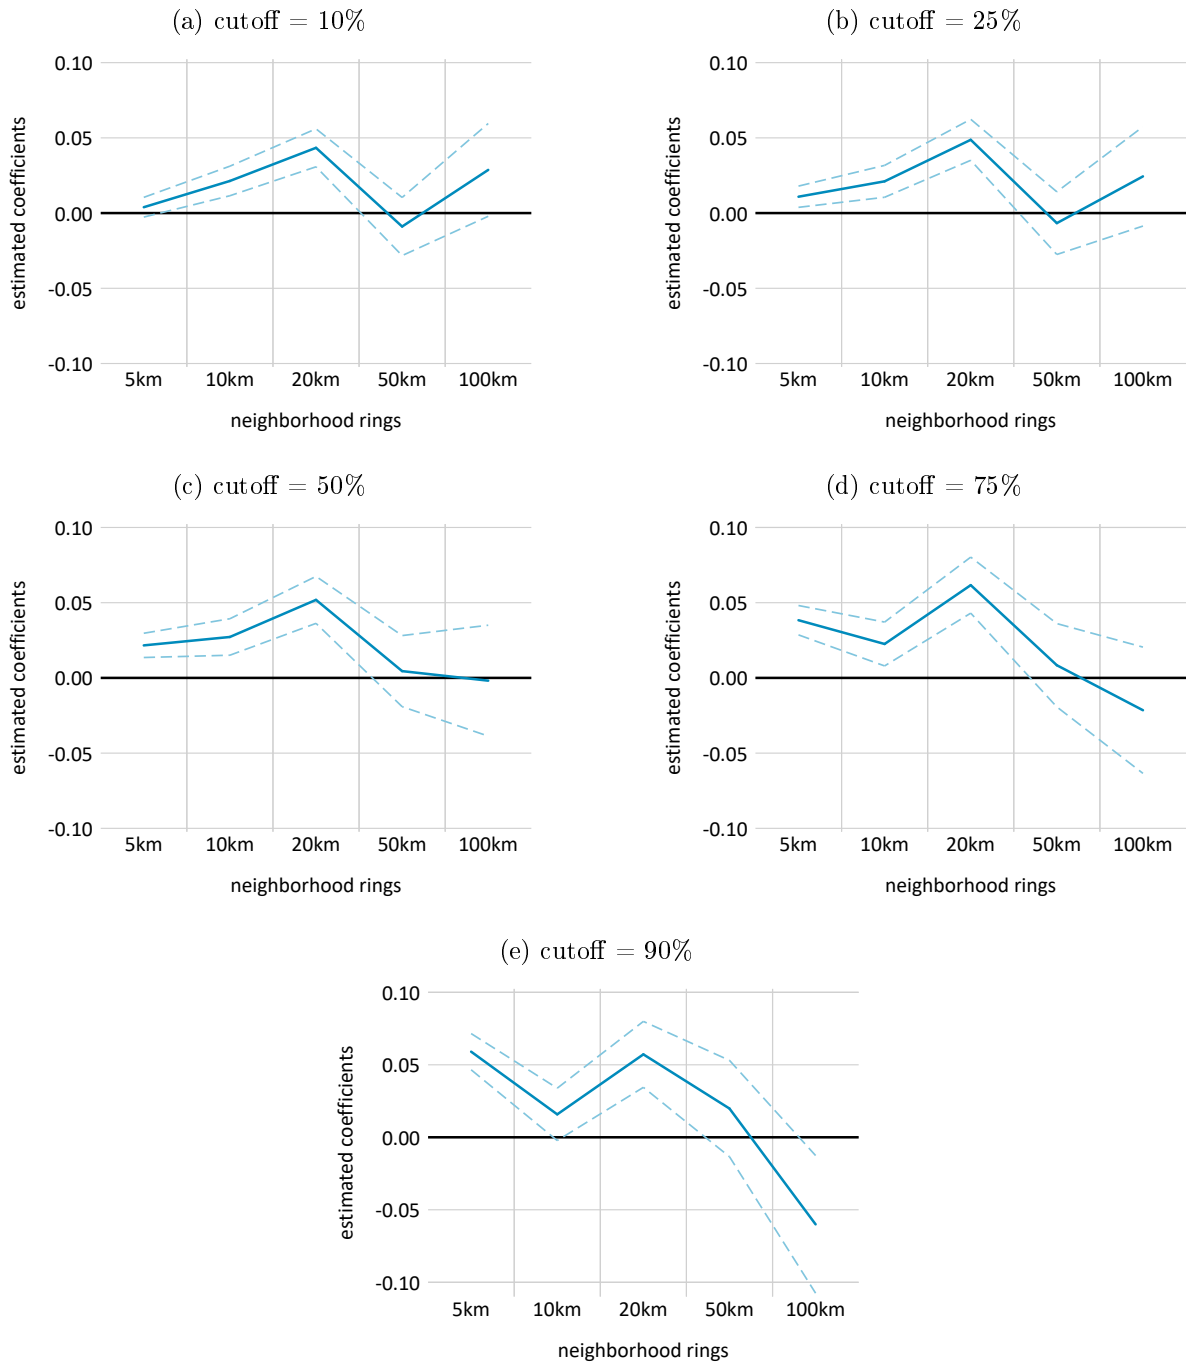 (a) cutoff = 10%
0.10
0.05
0.00
-0.05
-0.10
estimated coefficients
5km 10km 20km 50km 100km
neighborhood rings
(b) cutoff = 25%
0.10
0.05
0.00
-0.05
-0.10
estimated coefficients
5km 10km 20km 50km 100km
neighborhood rings
(c) cutoff = 50%
0.10
0.05
0.00
-0.05
-0.10
estimated coefficients
5km 10km 20km 50km 100km
neighborhood rings
(d) cutoff = 75%
0.10
0.05
0.00
-0.05
-0.10
estimated coefficients
5km 10km 20km 50km 100km
neighborhood rings
(e) cutoff = 90%
0.10
0.05
0.00
-0.05
-0.10
estimated coefficients
5km 10km 20km 50km 100km
neighborhood rings